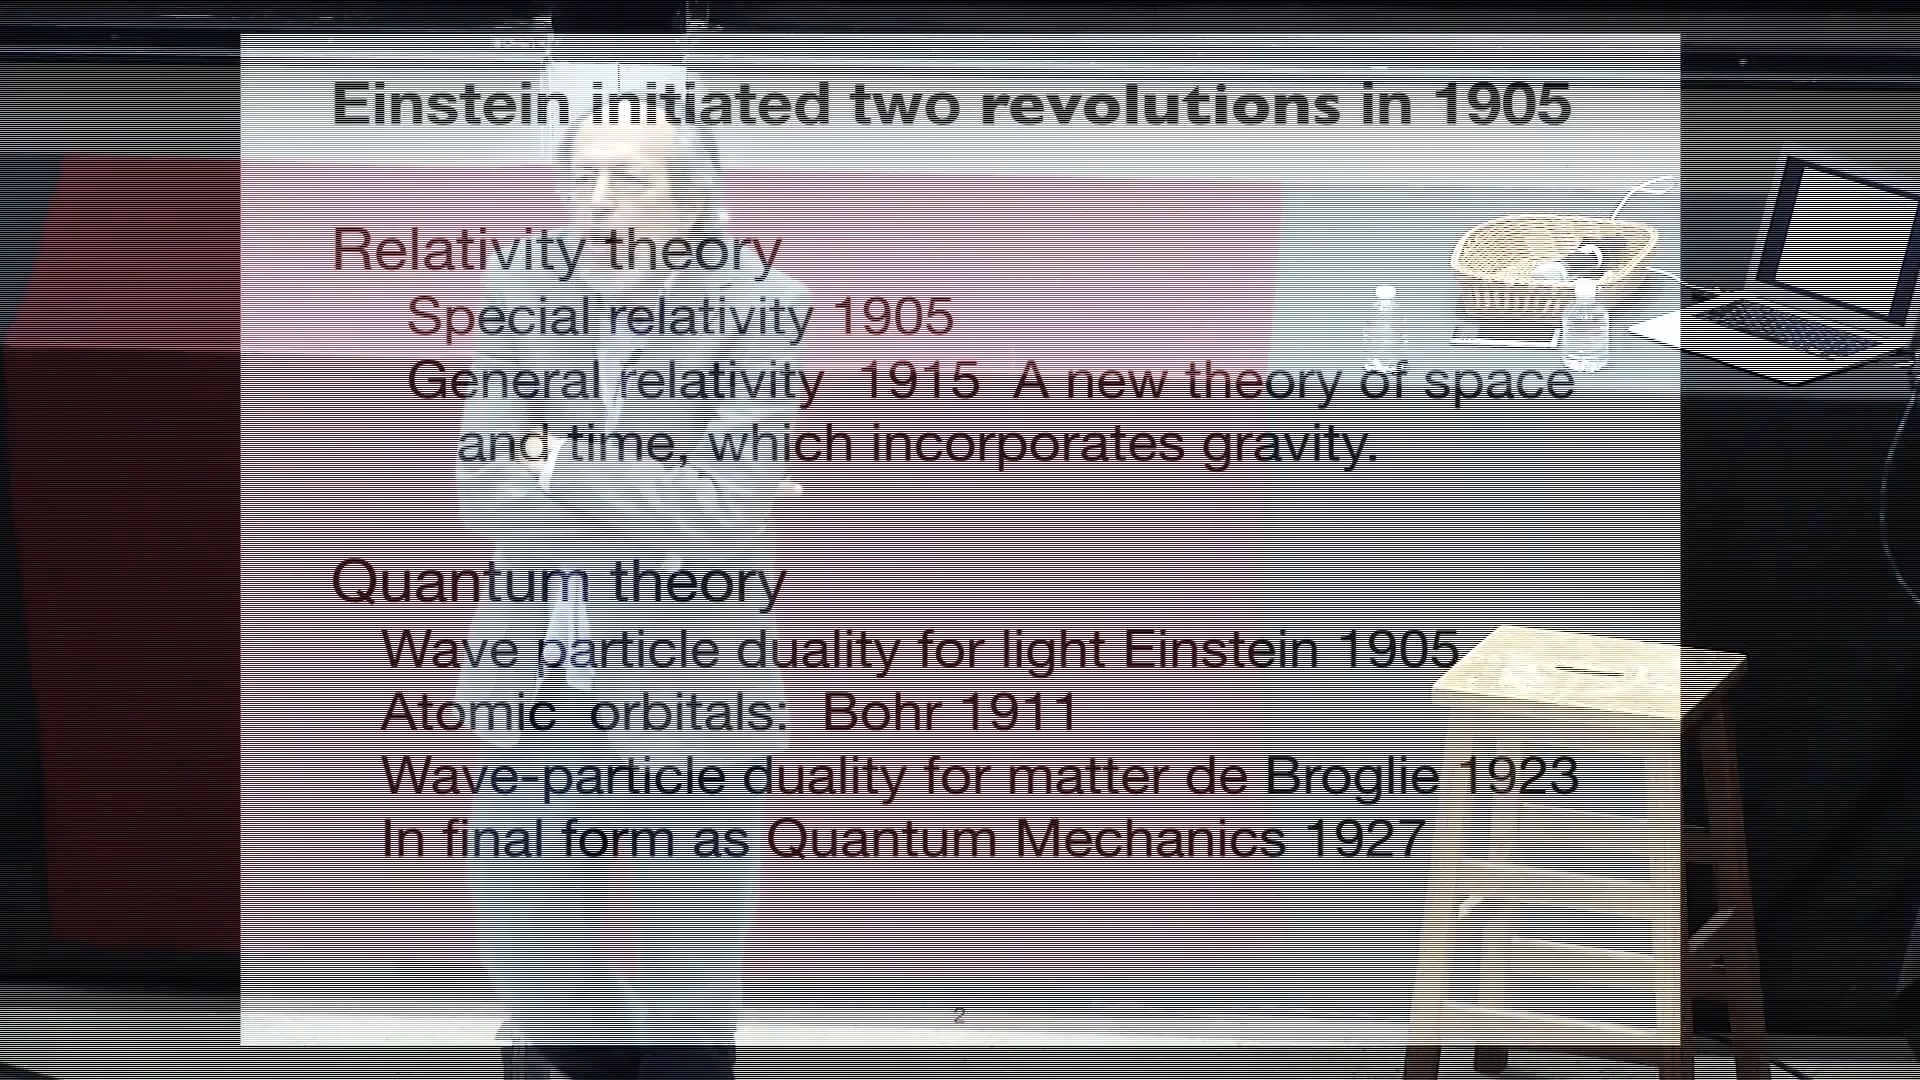 Einstein initiated two revolutions in 1905
Relativity theory
Special relativity 1905
General relativity 1915 A new theory of space
and time, which incorporates gravity.
Quantum theory
Wave particle duality for light Einstein 1905
Atomic orbitals: Bohr 1911
Wave-particle duality for matter de Broglie 1923
In final form as Quantum Mechanics 1927
2